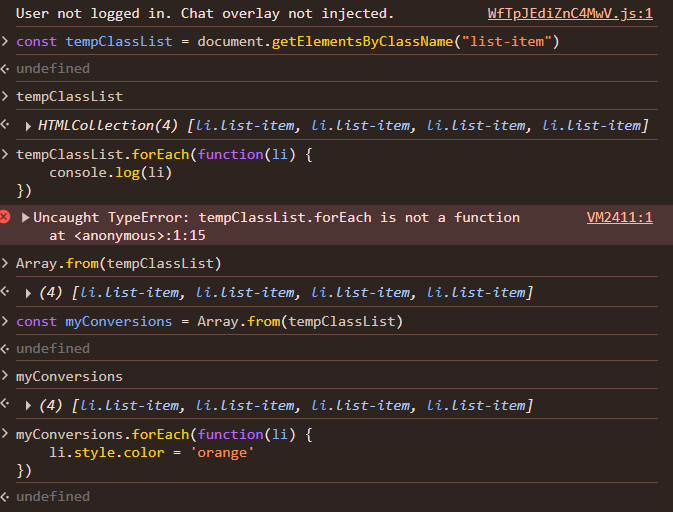 User not logged in. Chat overlay not injected. WfTpJEdiZnC4MwV.js:1
const tempClassList = document.getElementsByClassName("list-item")
undefined
tempClassList
HTMLCollection(4) [li.list-item, li.list-item, li.list-item, li.list-item]
tempClassList.forEach(function(li) {
    console.log(li)
})
Uncaught TypeError: tempClassList.forEach is not a function VM2411:1
    at <anonymous>:1:15
Array.from(tempClassList)
(4) [li.list-item, li.list-item, li.list-item, li.list-item]
const myConversions = Array.from(tempClassList)
undefined
myConversions
(4) [li.list-item, li.list-item, li.list-item, li.list-item]
myConversions.forEach(function(li) {
    li.style.color = 'orange'
})
undefined